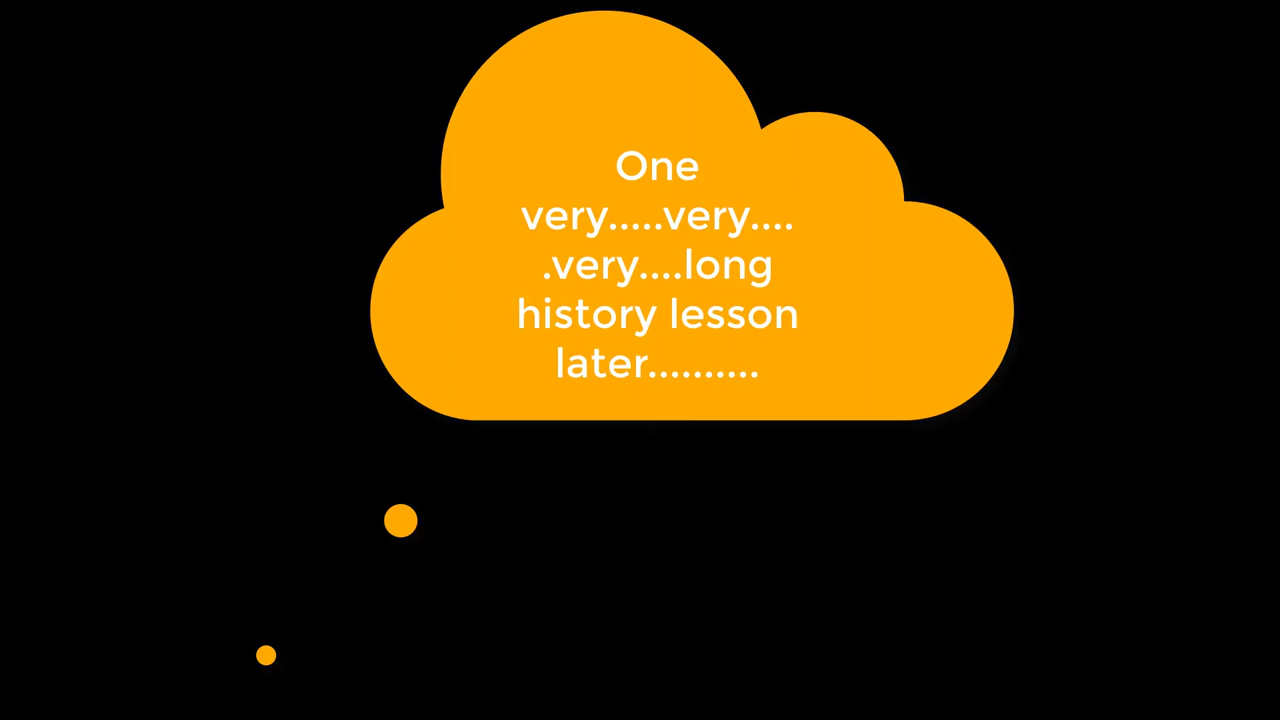 One
very.....very....
.very....long
history lesson
later..........